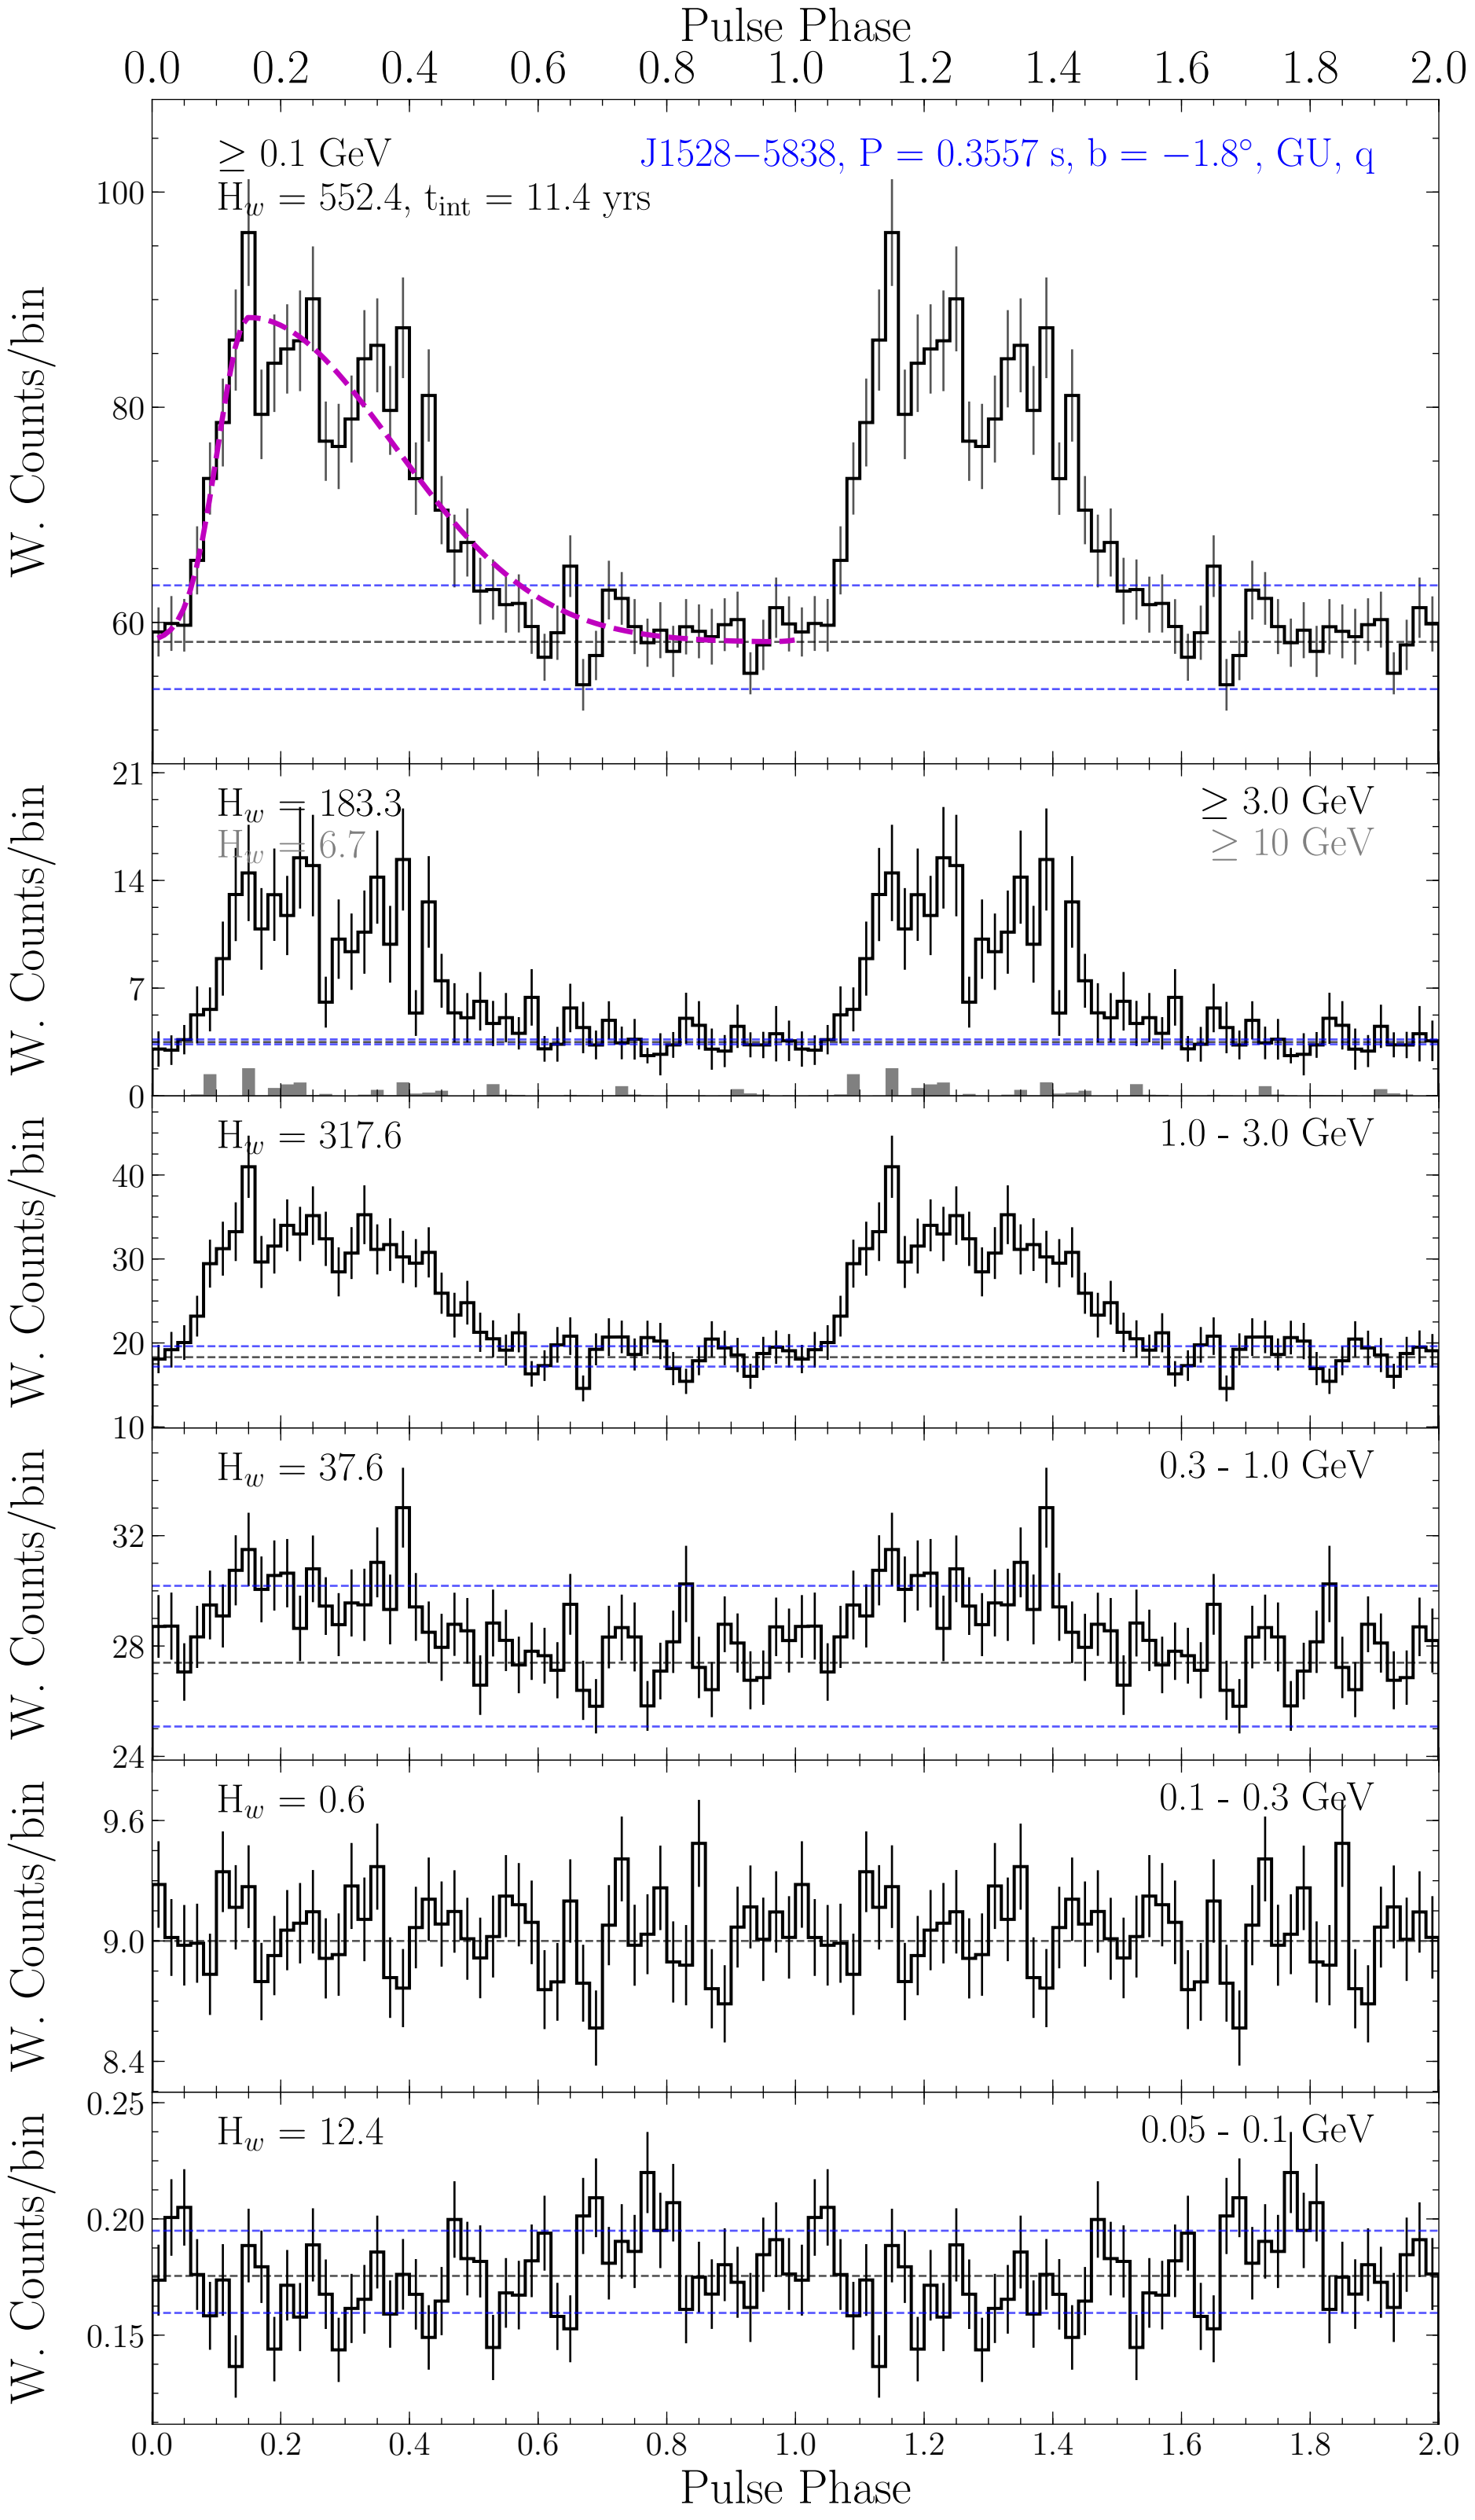 Pulse Phase
0.0 0.2 0.4 0.6 0.8 1.0 1.2 1.4 1.6 1.8 2.0
≥ 0.1 GeV
J1528−5838, P = 0.3557 s, b = −1.8°, GU, q
H_w = 552.4, t_int = 11.4 yrs
100
80
60
W. Counts/bin
21
14
7
0
W. Counts/bin
H_w = 183.3
≥ 3.0 GeV
H_w = 6.7
≥ 10 GeV
40
30
20
10
W. Counts/bin
H_w = 317.6
1.0 - 3.0 GeV
32
28
24
W. Counts/bin
H_w = 37.6
0.3 - 1.0 GeV
9.6
9.0
8.4
W. Counts/bin
H_w = 0.6
0.1 - 0.3 GeV
0.25
0.20
0.15
W. Counts/bin
H_w = 12.4
0.05 - 0.1 GeV
0.0 0.2 0.4 0.6 0.8 1.0 1.2 1.4 1.6 1.8 2.0
Pulse Phase